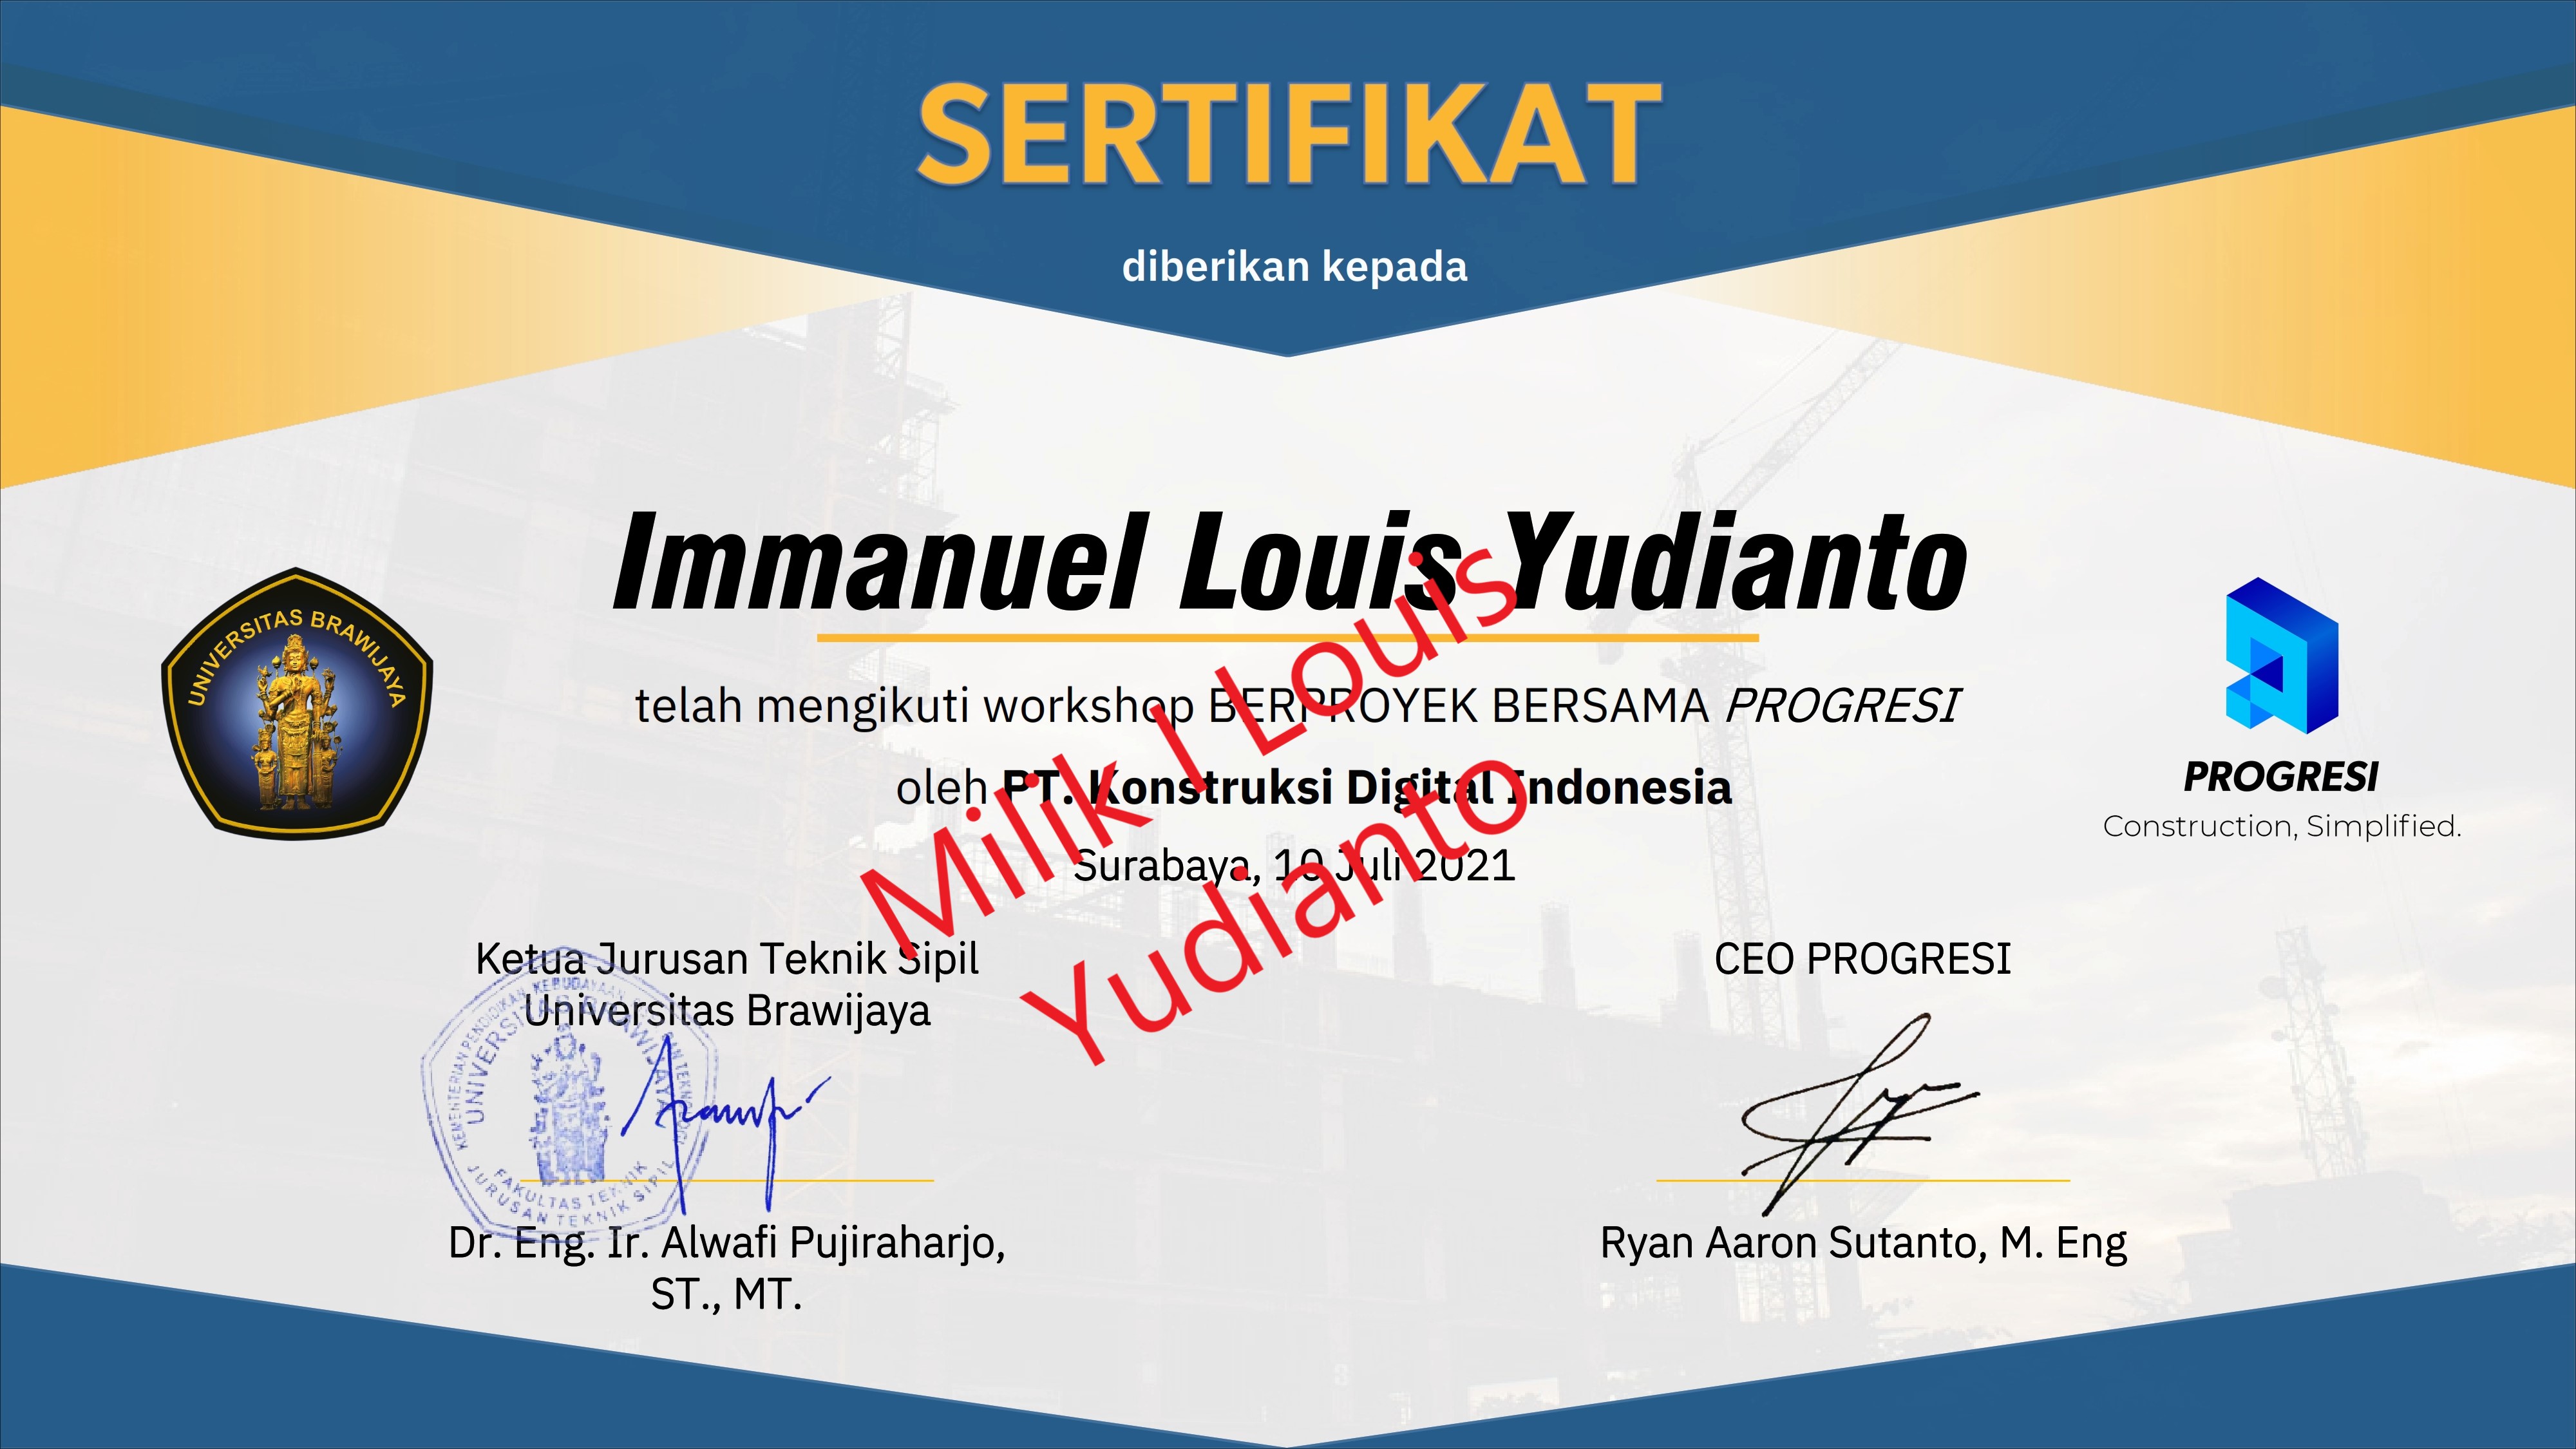 SERTIFIKAT
diberikan kepada
Immanuel Louis Yudianto
UNIVERSITAS BRAWIJAYA
telah mengikuti workshop BERPROYEK BERSAMA PROGRESI
oleh PT. Konstruksi Digital Indonesia
Surabaya, 10 Juli 2021
PROGRESI
Construction, Simplified.
Milik I Louis
Yudianto
Ketua Jurusan Teknik Sipil
Universitas Brawijaya
CEO PROGRESI
KEMENTERIAN PENDIDIKAN KEBUDAYAAN
UNIVERSITAS BRAWIJAYA
FAKULTAS TEKNIK
JURUSAN TEKNIK SIPIL
Dr. Eng. Ir. Alwafi Pujiraharjo,
ST., MT.
Ryan Aaron Sutanto, M. Eng